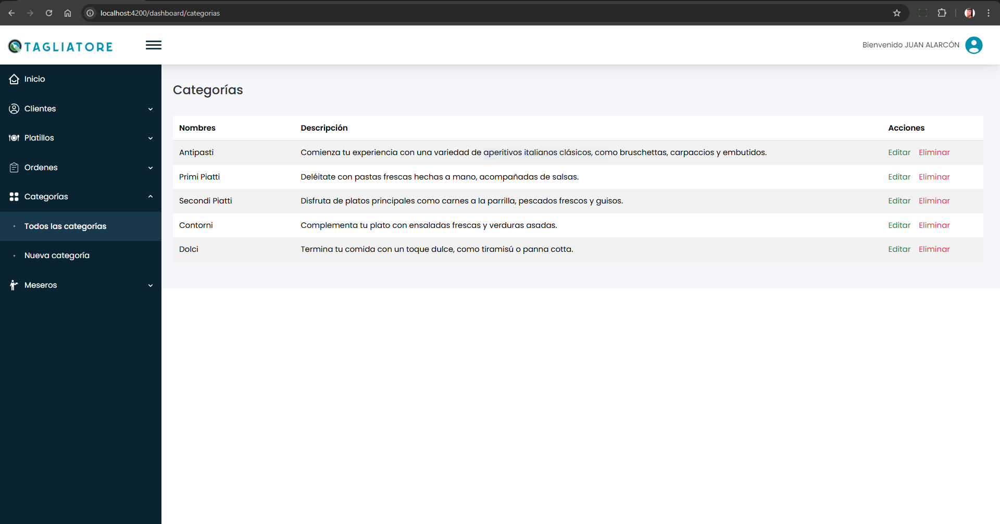 localhost:4200/dashboard/categorias
TAGLIATORE
Bienvenido JUAN ALARCÓN
Inicio
Clientes
Platillos
Ordenes
Categorías
Todos las categorías
Nueva categoría
Meseros
Categorías
Nombres Descripción Acciones
Antipasti Comienza tu experiencia con una variedad de aperitivos italianos clásicos, como bruschettas, carpaccios y embutidos. Editar Eliminar
Primi Piatti Deléitate con pastas frescas hechas a mano, acompañadas de salsas. Editar Eliminar
Secondi Piatti Disfruta de platos principales como carnes a la parrilla, pescados frescos y guisos. Editar Eliminar
Contorni Complementa tu plato con ensaladas frescas y verduras asadas. Editar Eliminar
Dolci Termina tu comida con un toque dulce, como tiramisú o panna cotta. Editar Eliminar